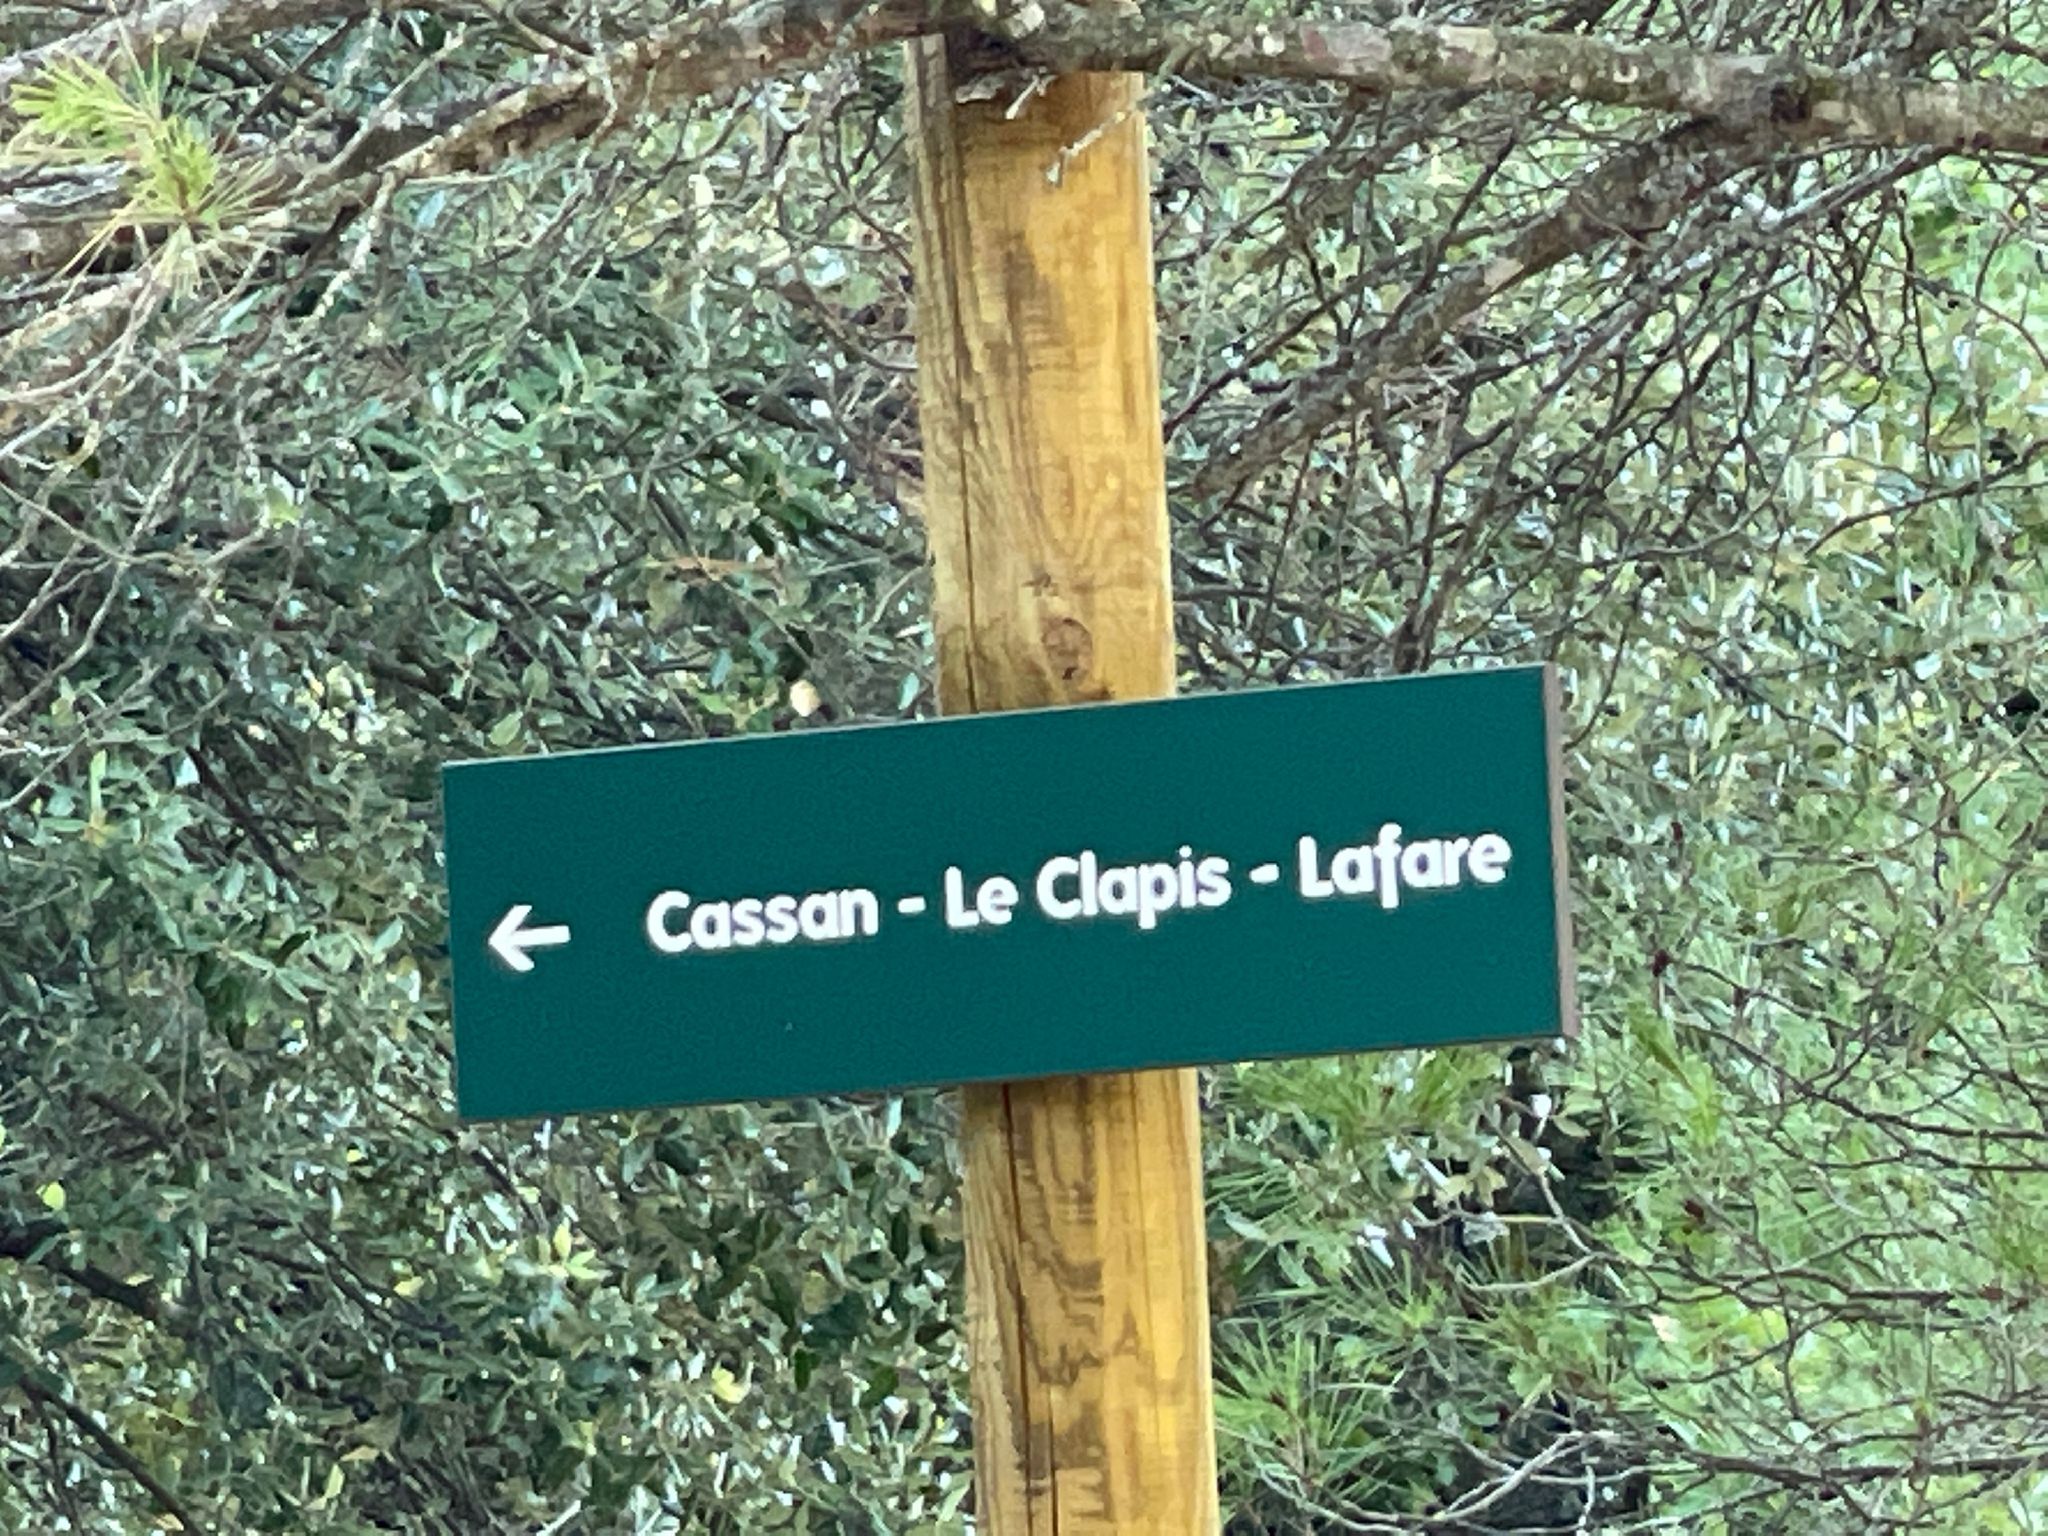 ← Cassan - Le Clapis - Lafare